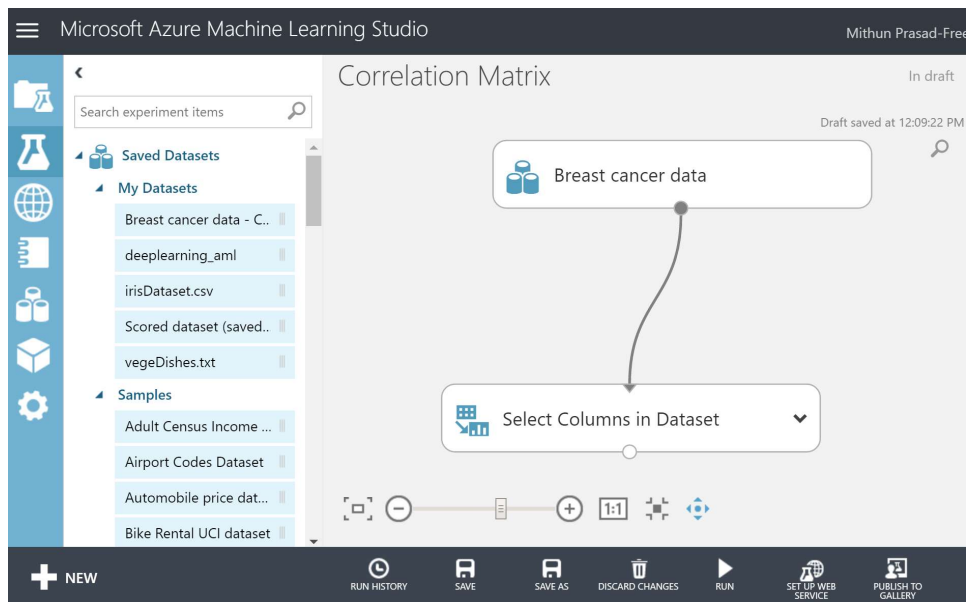 Microsoft Azure Machine Learning Studio
Mithun Prasad-Free
Search experiment items
Saved Datasets
My Datasets
Breast cancer data - C..
deeplearning_aml
irisDataset.csv
Scored dataset (saved..
vegeDishes.txt
Samples
Adult Census Income ...
Airport Codes Dataset
Automobile price dat...
Bike Rental UCI dataset
Correlation Matrix
In draft
Draft saved at 12:09:22 PM
Breast cancer data
Select Columns in Dataset
1:1
NEW
RUN HISTORY
SAVE
SAVE AS
DISCARD CHANGES
RUN
SET UP WEB
SERVICE
PUBLISH TO
GALLERY